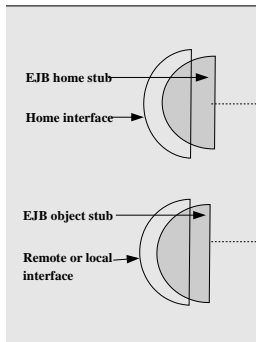 EJB home stub
Home interface
EJB object stub
Remote or local
interface